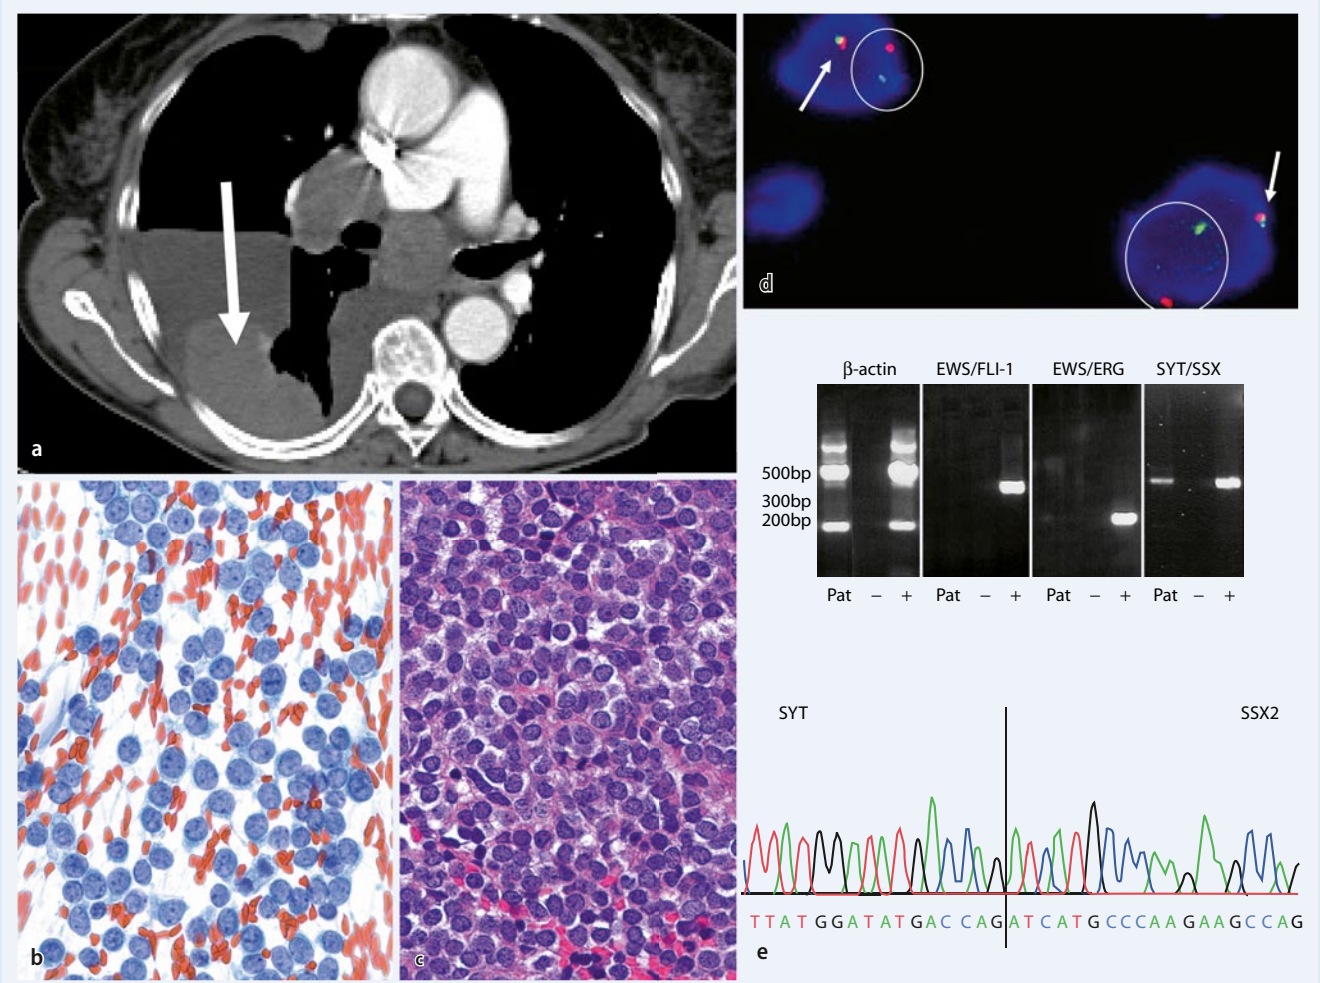 a
b
c
d
β-actin EWS/FLI-1 EWS/ERG SYT/SSX
500bp
300bp
200bp
Pat – + Pat – + Pat – + Pat – +
SYT SSX2
TTATGGATATGACCAGATCATGCCCAAGAAGCCAG
e